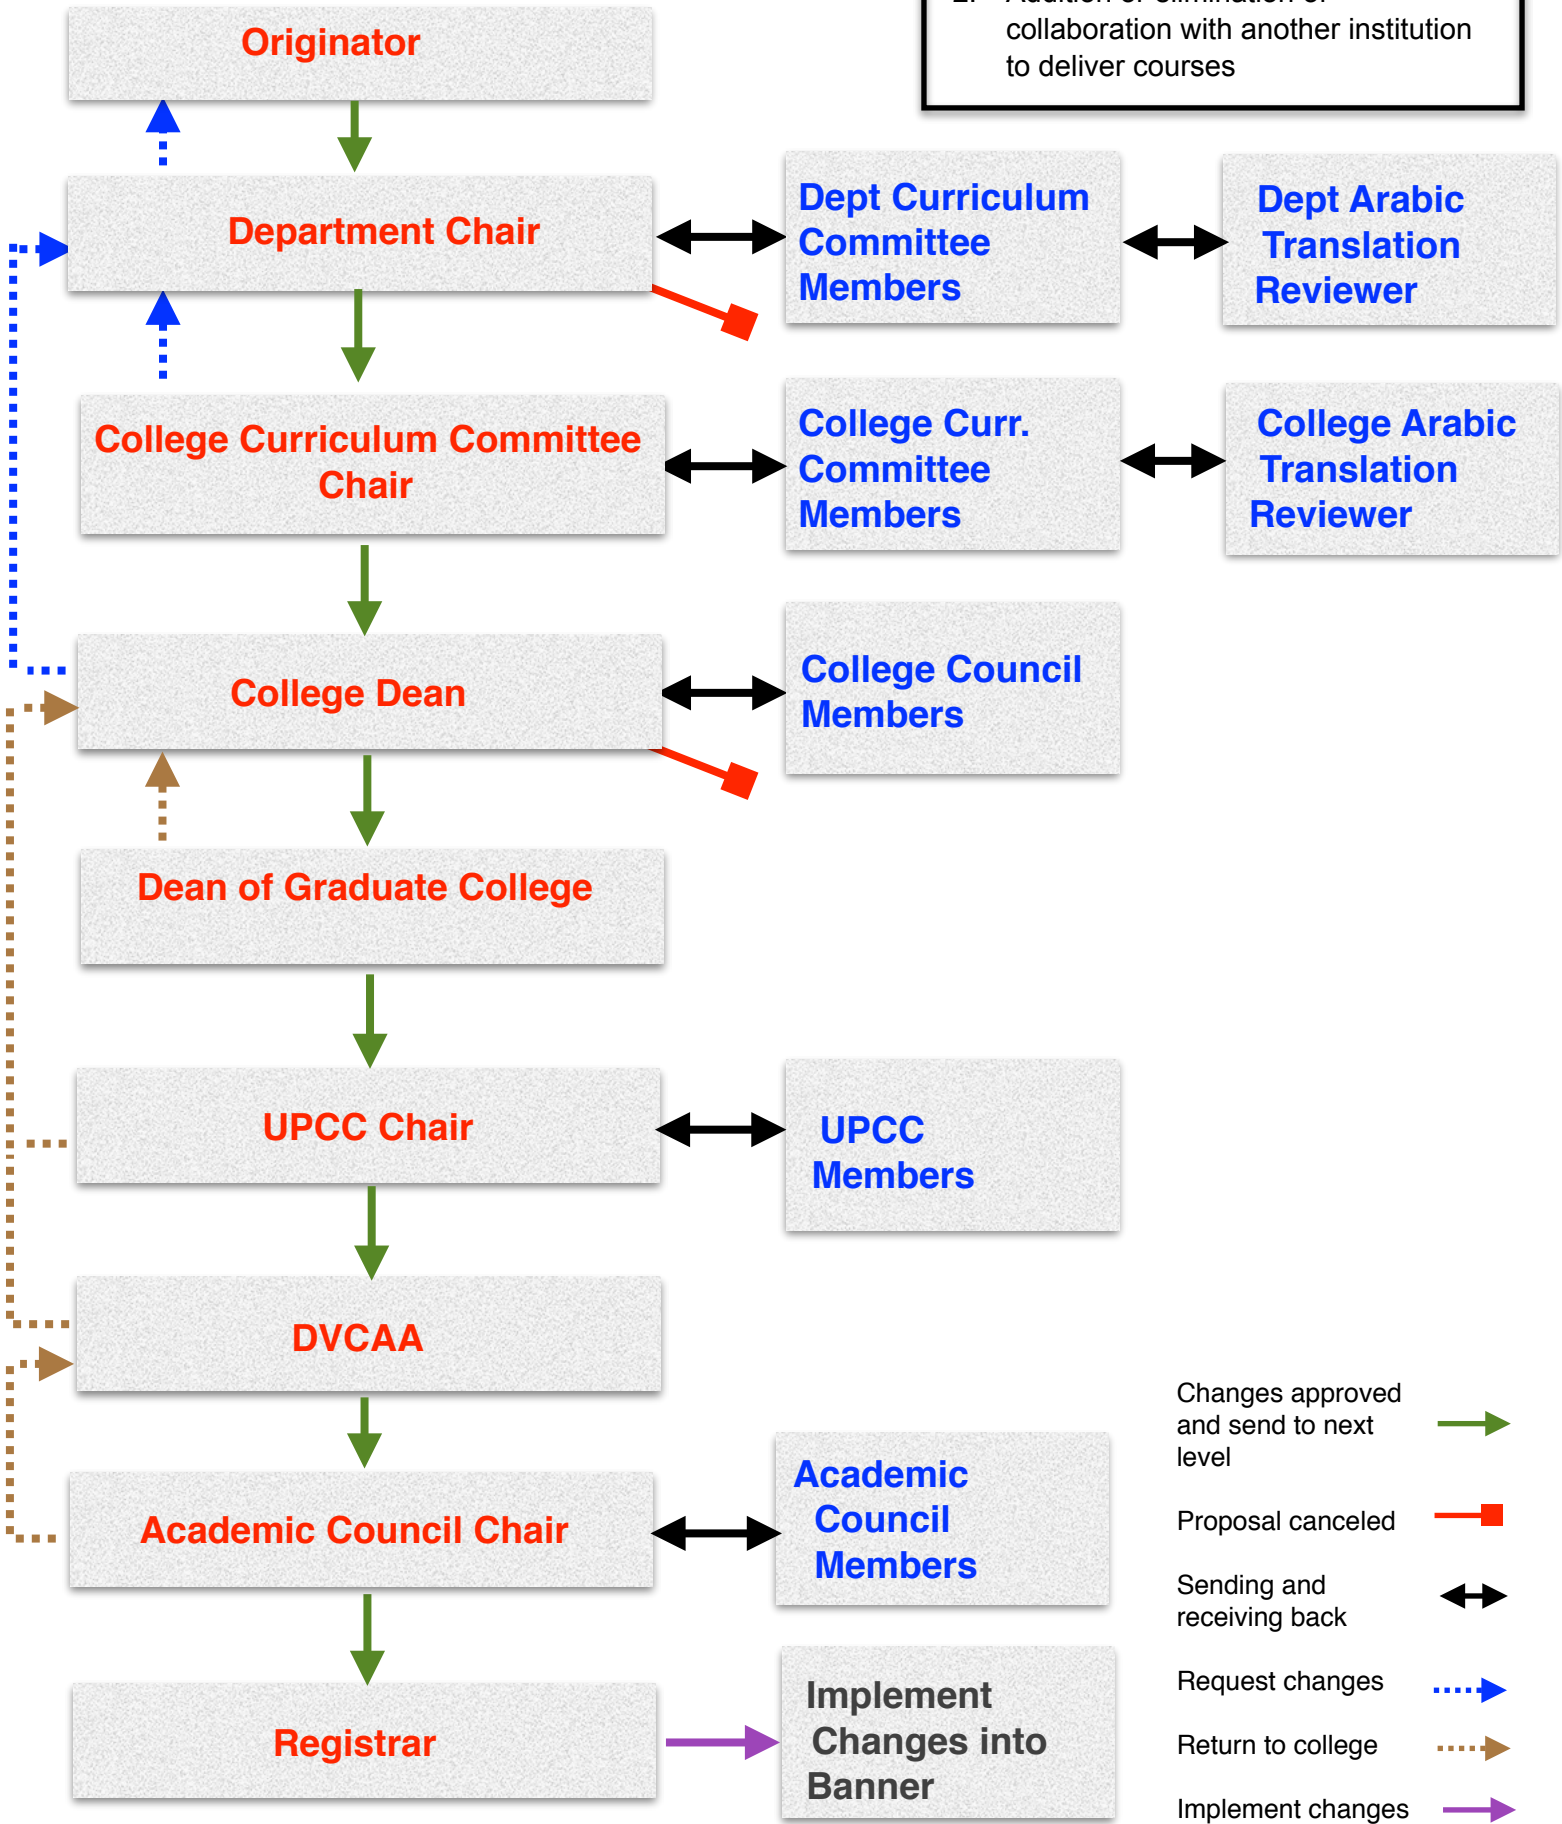 Originator
collaboration with another institution
to deliver courses
Department Chair
Dept Curriculum
Committee
Members
Dept Arabic
Translation
Reviewer
College Curriculum Committee
Chair
College Curr.
Committee
Members
College Arabic
Translation
Reviewer
College Dean
College Council
Members
Dean of Graduate College
UPCC Chair
UPCC
Members
DVCAA
Academic Council Chair
Academic
Council
Members
Registrar
Implement
Changes into
Banner
Changes approved
and send to next
level
Proposal canceled
Sending and
receiving back
Request changes
Return to college
Implement changes